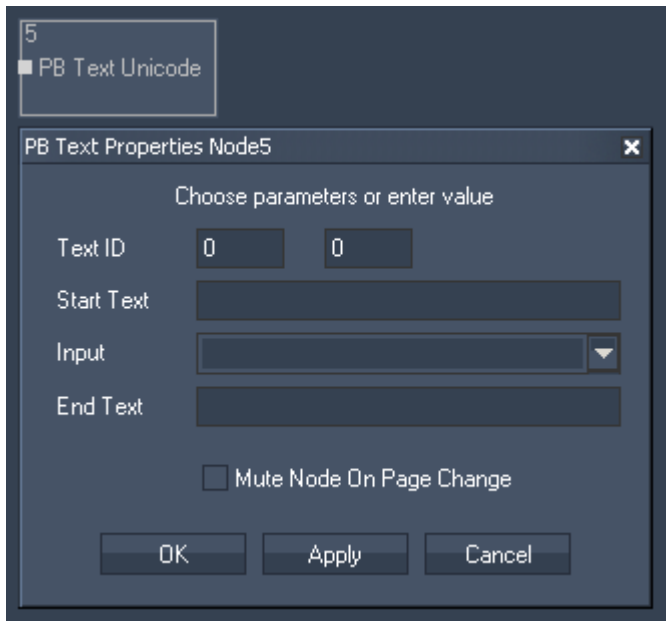 5
PB Text Unicode
PB Text Properties Node5
Choose parameters or enter value
Text ID 0 0
Start Text
Input
End Text
Mute Node On Page Change
OK Apply Cancel